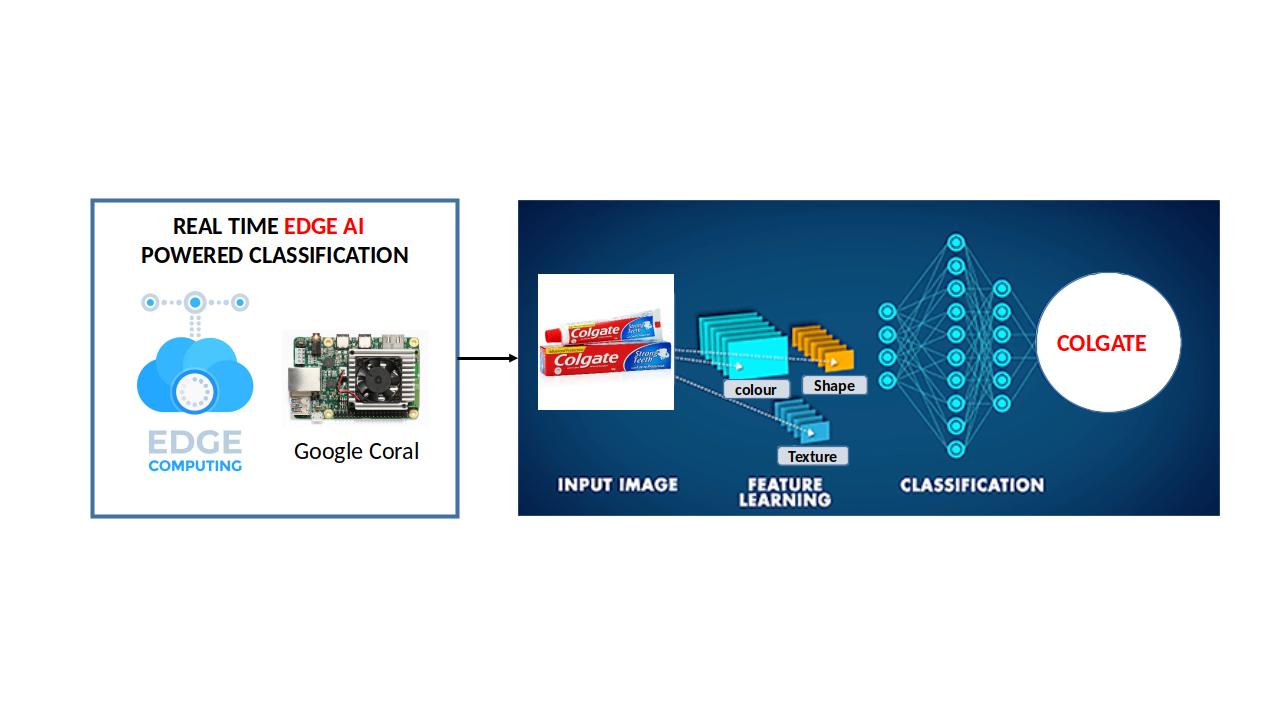 REAL TIME EDGE AI
POWERED CLASSIFICATION
EDGE
COMPUTING
Google Coral
Colgate
Strong
Teeth
Colgate
Strong
Teeth
colour
Shape
Texture
INPUT IMAGE
FEATURE
LEARNING
CLASSIFICATION
COLGATE